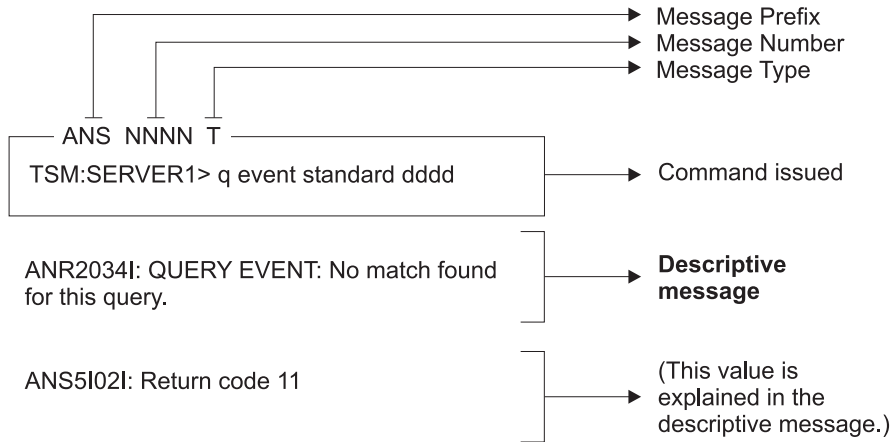 Message Prefix
Message Number
Message Type
ANS NNNN T
TSM:SERVER1> q event standard dddd
Command issued
ANR2034I: QUERY EVENT: No match found
for this query.
Descriptive
message
ANS5I02I: Return code 11
(This value is
explained in the
descriptive message.)